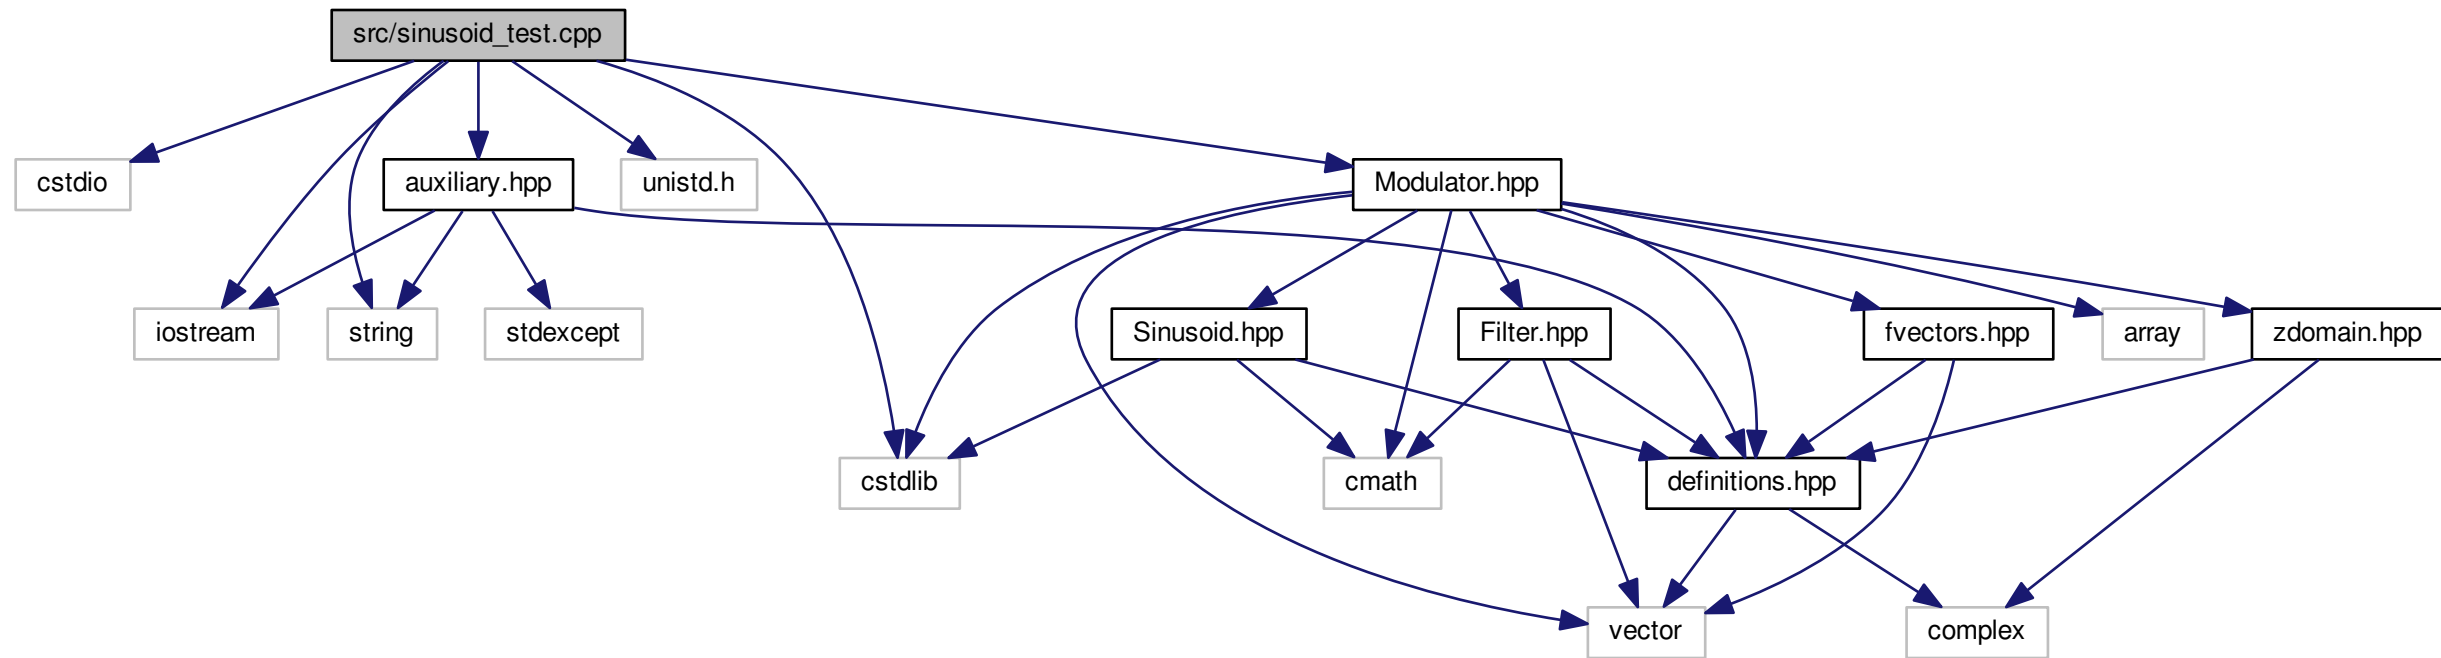 src/sinusoid_test.cpp
cstdio
auxiliary.hpp
unistd.h
Modulator.hpp
iostream
string
stdexcept
Sinusoid.hpp
Filter.hpp
fvectors.hpp
array
zdomain.hpp
cstdlib
cmath
definitions.hpp
vector
complex